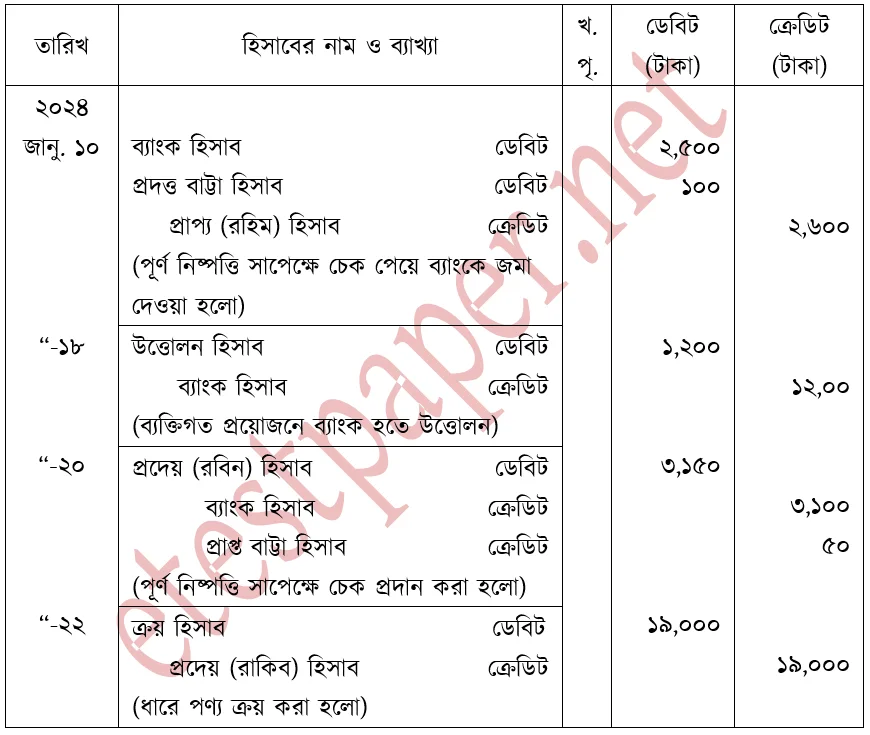 তারিখ হিসাবের নাম ও ব্যাখ্যা খ. পৃ. ডেবিট (টাকা) ক্রেডিট (টাকা)
২০২৪
জানু. ১০ ব্যাংক হিসাব ডেবিট ২,৫০০
প্রদত্ত বাট্টা হিসাব ডেবিট ১০০
প্রাপ্য (রহিম) হিসাব ক্রেডিট ২,৬০০
(পূর্ণ নিষ্পত্তি সাপেক্ষে চেক পেয়ে ব্যাংকে জমা
দেওয়া হলো)
“-১৮ উত্তোলন হিসাব ডেবিট ১,২০০
ব্যাংক হিসাব ক্রেডিট ১২,০০
(ব্যক্তিগত প্রয়োজনে ব্যাংক হতে উত্তোলন)
“-২০ প্রদেয় (রবিন) হিসাব ডেবিট ৩,১৫০
ব্যাংক হিসাব ক্রেডিট ৩,১০০
প্রাপ্ত বাট্টা হিসাব ক্রেডিট ৫০
(পূর্ণ নিষ্পত্তি সাপেক্ষে চেক প্রদান করা হলো)
“-২২ ক্রয় হিসাব ডেবিট ১৯,০০০
প্রদেয় (রাকিব) হিসাব ক্রেডিট ১৯,০০০
(ধারে পণ্য ক্রয় করা হলো)
etestpaper.net